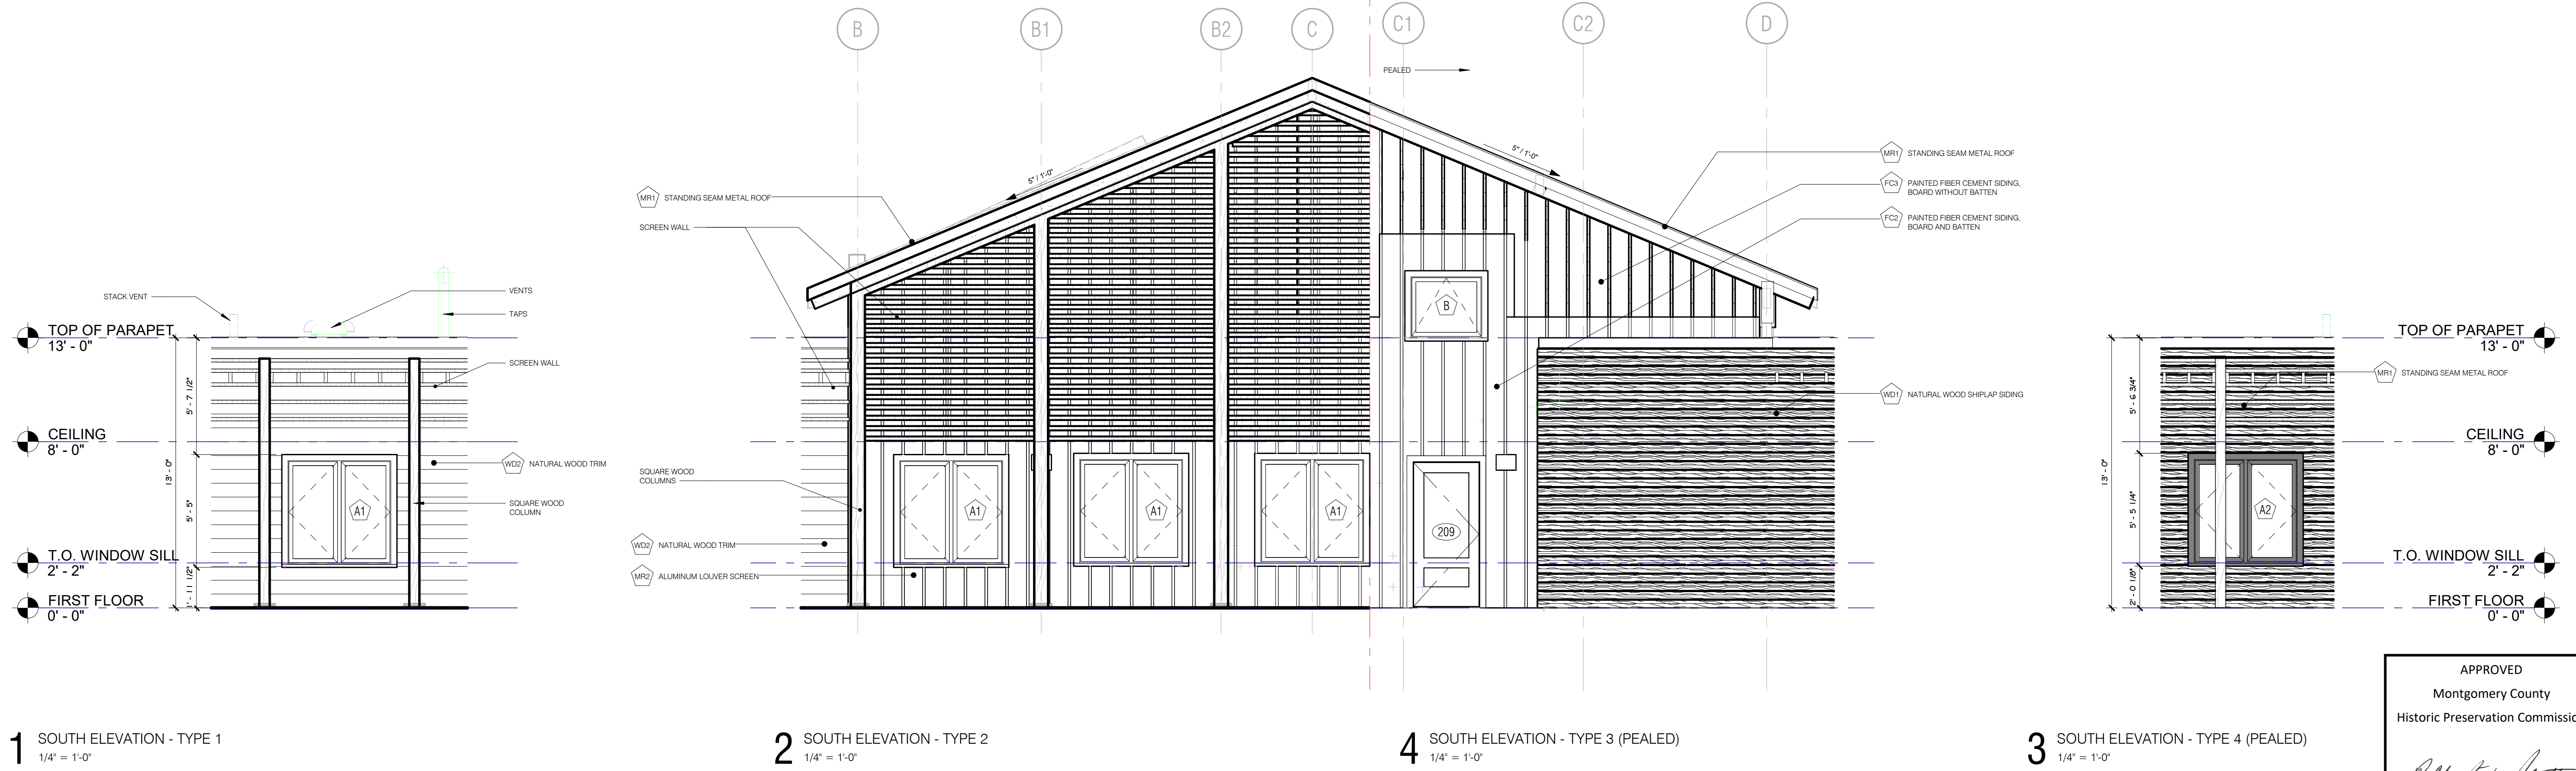 B
B1
B2
C
C1
C2
D
PEALED
STACK VENT
VENTS
TAPS
SCREEN WALL
TOP OF PARAPET
13' - 0"
CEILING
8' - 0"
T.O. WINDOW SILL
2' - 2"
FIRST FLOOR
0' - 0"
13' - 0"
5' - 7 1/2"
5' - 5"
1' - 11 1/2"
A1
WD2 NATURAL WOOD TRIM
SQUARE WOOD
COLUMN
MR1 STANDING SEAM METAL ROOF
SCREEN WALL
SQUARE WOOD
COLUMNS
WD2 NATURAL WOOD TRIM
MR2 ALUMINUM LOUVER SCREEN
5" / 1'-0"
A1
A1
A1
5" / 1'-0"
B
209
MR1 STANDING SEAM METAL ROOF
FC3 PAINTED FIBER CEMENT SIDING,
BOARD WITHOUT BATTEN
FC2 PAINTED FIBER CEMENT SIDING,
BOARD AND BATTEN
WD1 NATURAL WOOD SHIPLAP SIDING
13' - 0"
5' - 6 3/4"
5' - 5 1/4"
2' - 0 1/8"
A2
MR1 STANDING SEAM METAL ROOF
TOP OF PARAPET
13' - 0"
CEILING
8' - 0"
T.O. WINDOW SILL
2' - 2"
FIRST FLOOR
0' - 0"
1 SOUTH ELEVATION - TYPE 1
1/4" = 1'-0"
2 SOUTH ELEVATION - TYPE 2
1/4" = 1'-0"
4 SOUTH ELEVATION - TYPE 3 (PEALED)
1/4" = 1'-0"
3 SOUTH ELEVATION - TYPE 4 (PEALED)
1/4" = 1'-0"
APPROVED
Montgomery County
Historic Preservation Commissi